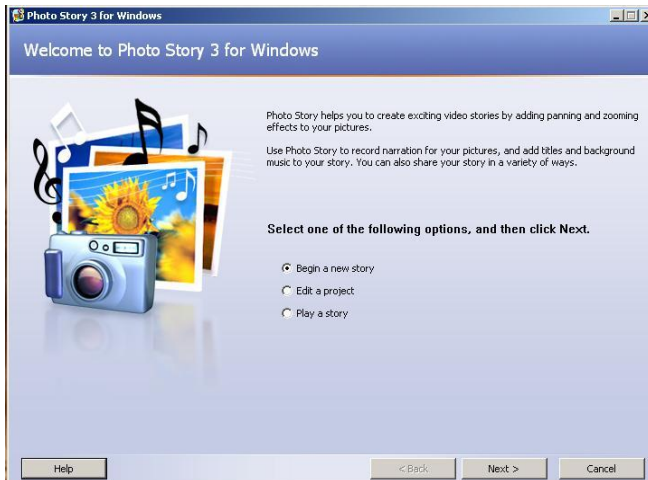 Photo Story 3 for Windows
Welcome to Photo Story 3 for Windows
Photo Story helps you to create exciting video stories by adding panning and zooming
effects to your pictures.
Use Photo Story to record narration for your pictures, and add titles and background
music to your story. You can also share your story in a variety of ways.
Select one of the following options, and then click Next.
Begin a new story
Edit a project
Play a story
Help
< Back
Next >
Cancel